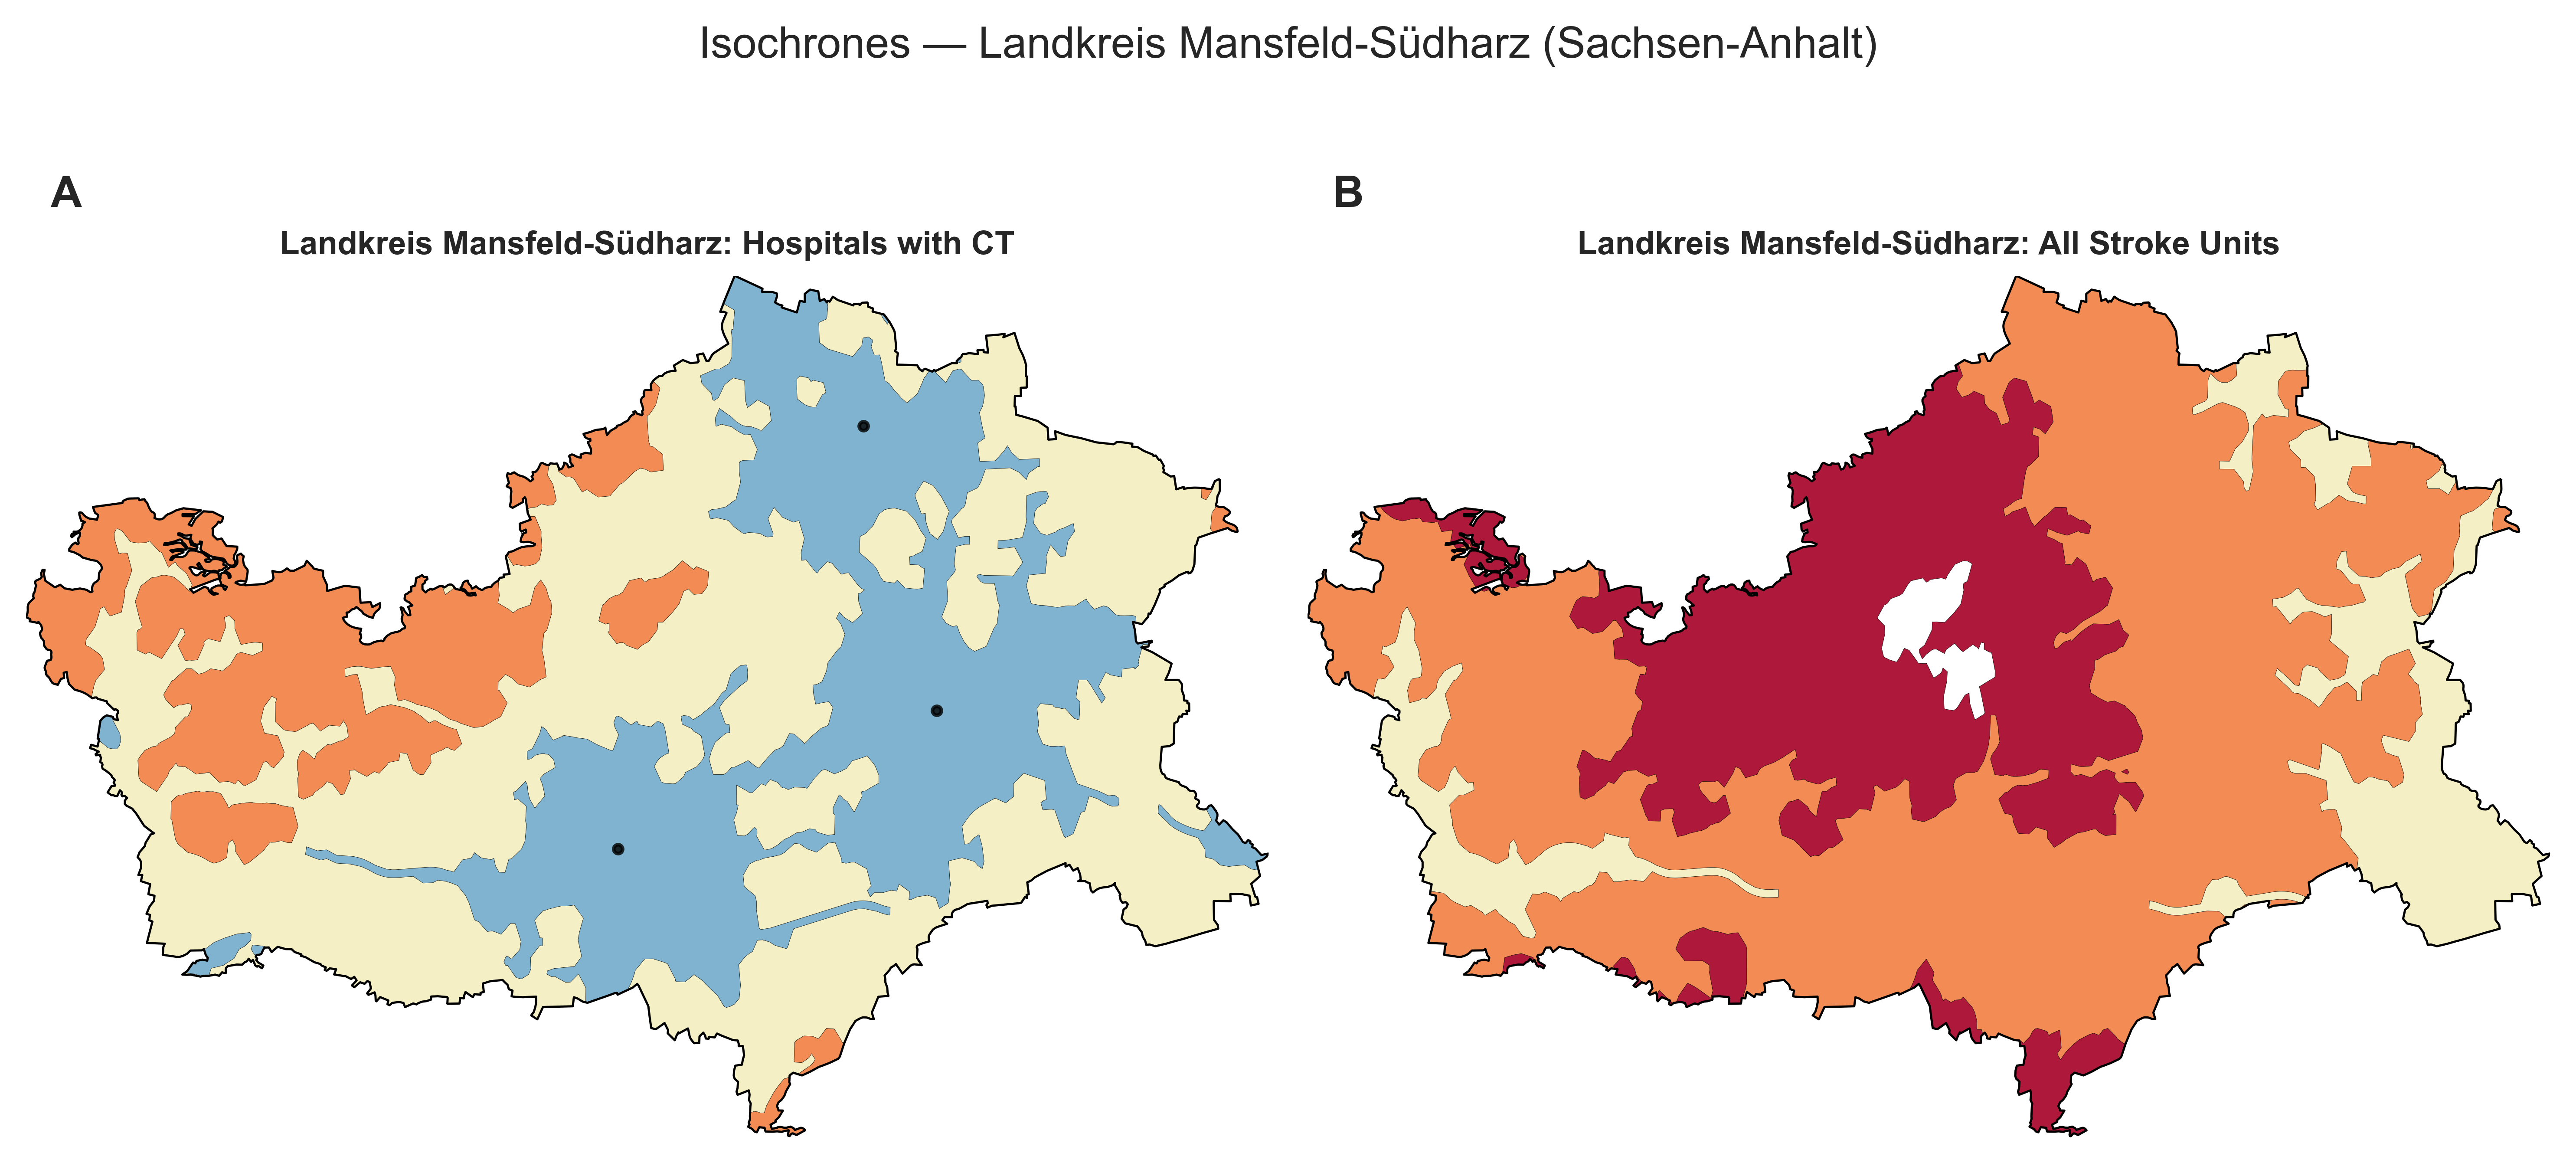 Isochrones — Landkreis Mansfeld-Südharz (Sachsen-Anhalt)
A
Landkreis Mansfeld-Südharz: Hospitals with CT
B
Landkreis Mansfeld-Südharz: All Stroke Units